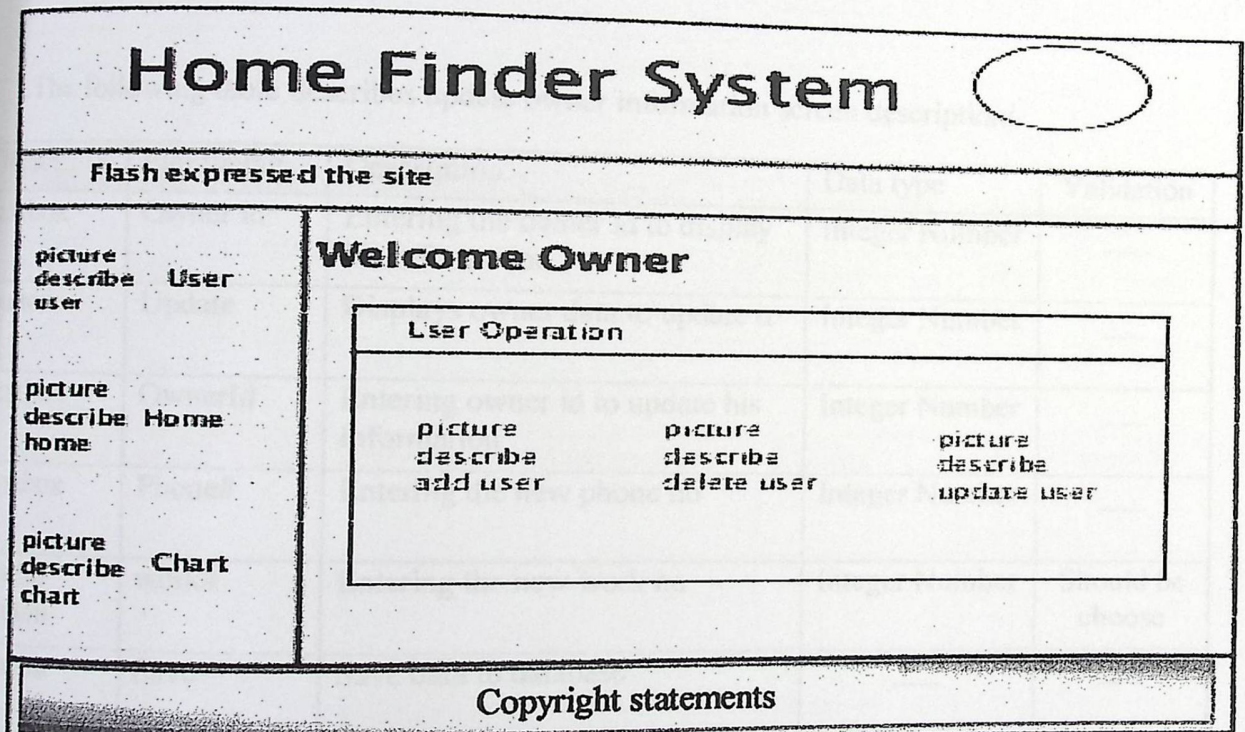 Home Finder System
Flash expressed the site
picture
describe User
user
picture
describe Home
home
picture
describe Chart
chart
Welcome Owner
User Operation
picture
describe
add user
picture
describe
delete user
picture
describe
update user
Copyright statements